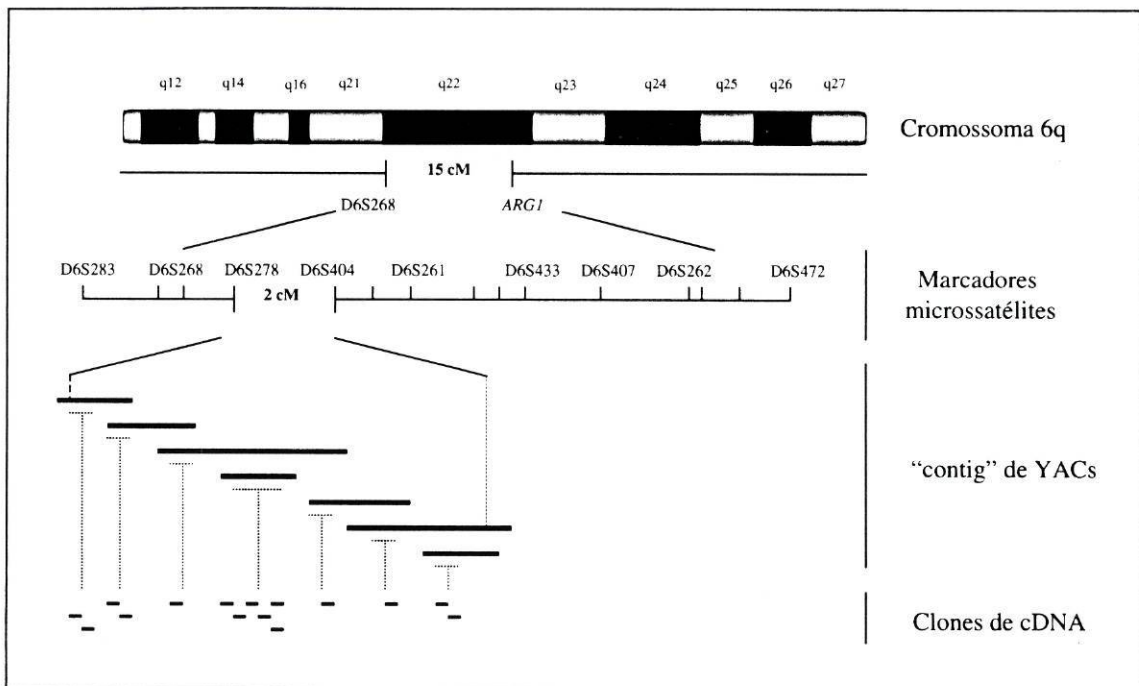 q12 q14 q16 q21 q22 q23 q24 q25 q26 q27
Cromossoma 6q
15 cM
D6S268 ARG1
D6S283 D6S268 D6S278 D6S404 D6S261 D6S433 D6S407 D6S262 D6S472
2 cM
Marcadores
microssatélites
“contig” de YACs
Clones de cDNA